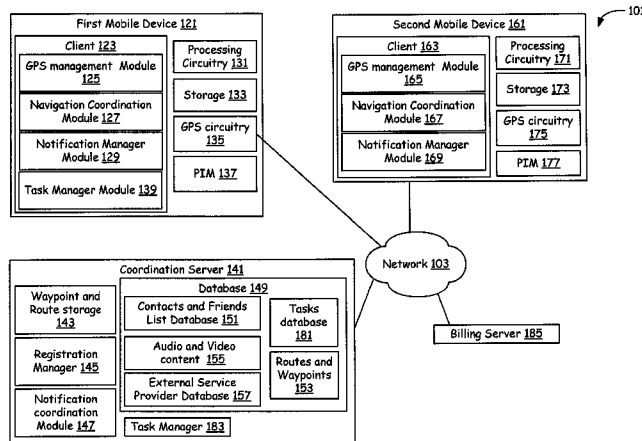 101
First Mobile Device 121
Client 123
GPS management Module
125
Navigation Coordination
Module 127
Notification Manager
Module 129
Task Manager Module 139
Processing
Circuitry 131
Storage 133
GPS circuitry
135
PIM 137
Second Mobile Device 161
Client 163
GPS management Module
165
Navigation Coordination
Module 167
Notification Manager
Module 169
Processing
Circuitry 171
Storage 173
GPS circuitry
175
PIM 177
Network 103
Billing Server 185
Coordination Server 141
Waypoint and
Route storage
143
Registration
Manager 145
Notification
coordination
Module 147
Database 149
Contacts and Friends
List Database 151
Audio and Video
content 155
External Service
Provider Database 157
Tasks
database
181
Routes and
Waypoints
153
Task Manager 183